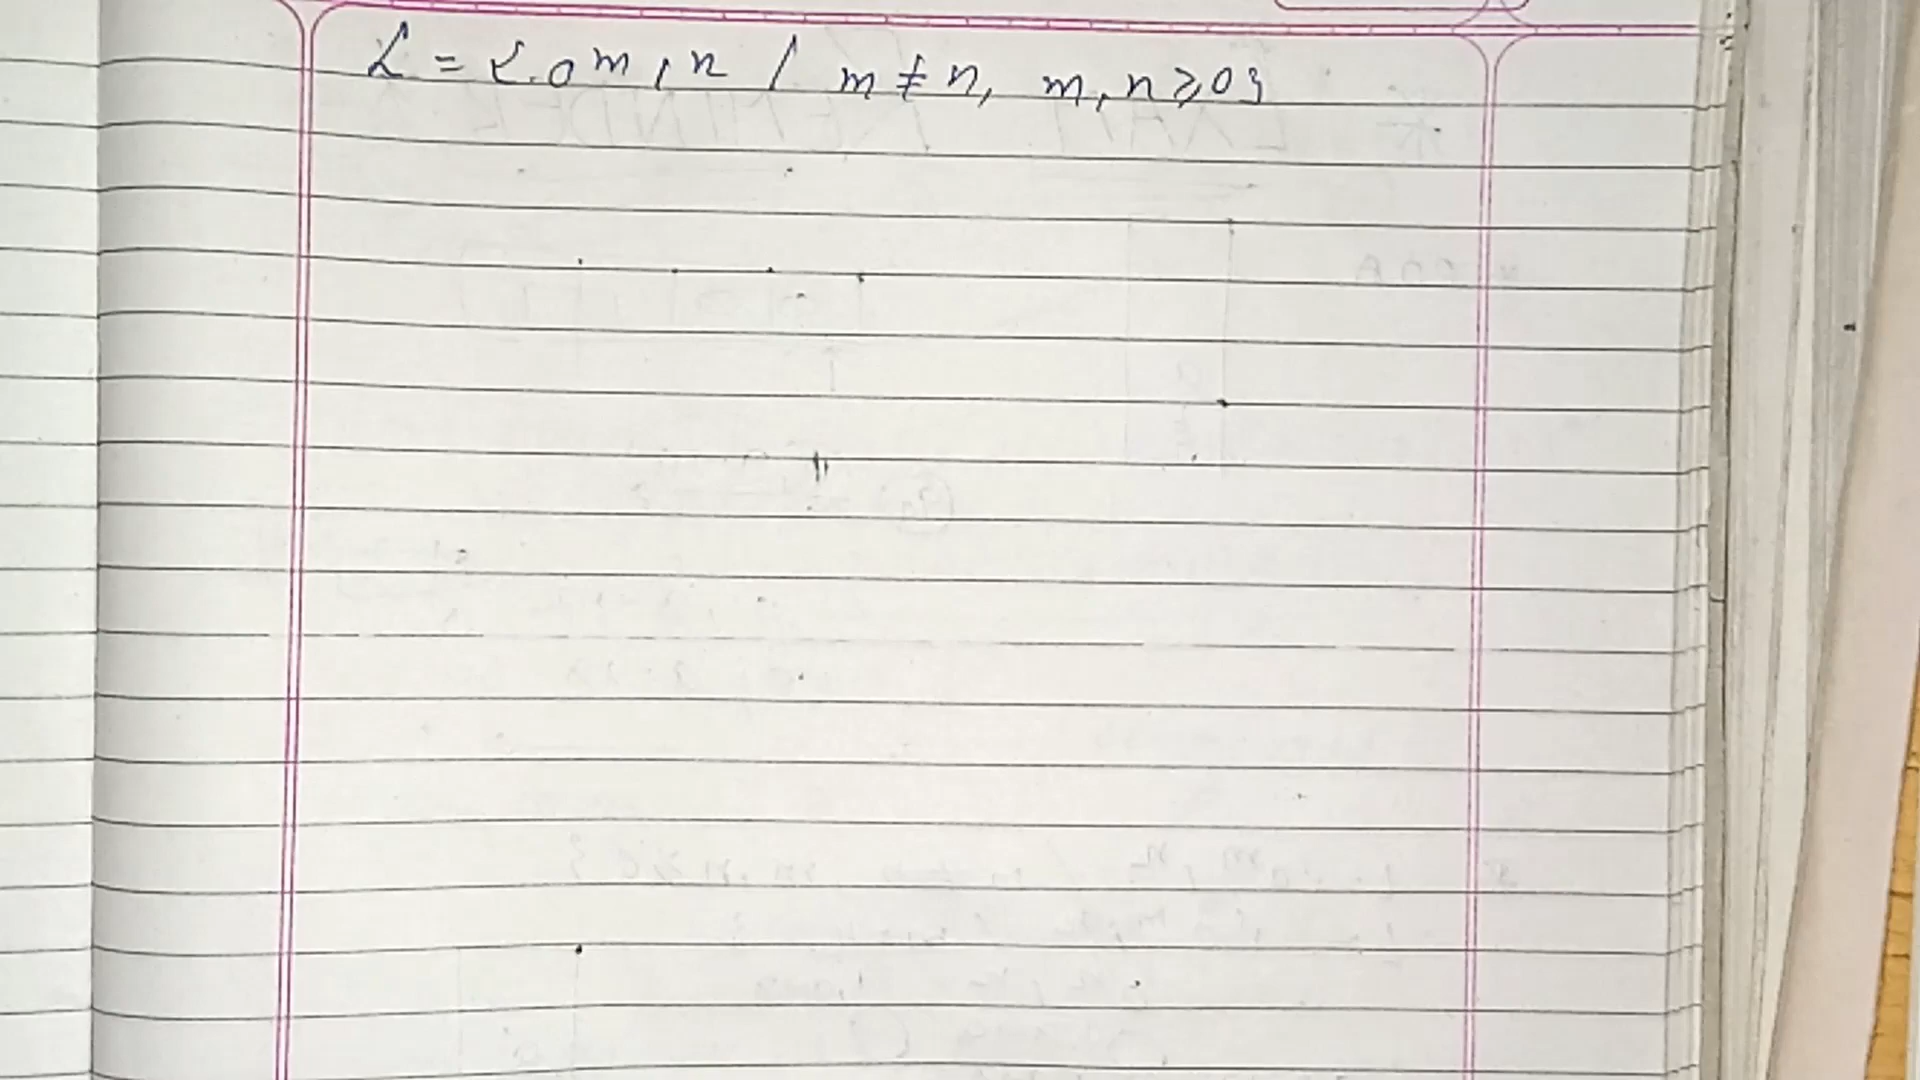 L = {0^m 1^n / m ≠ n, m, n ≥ 0}